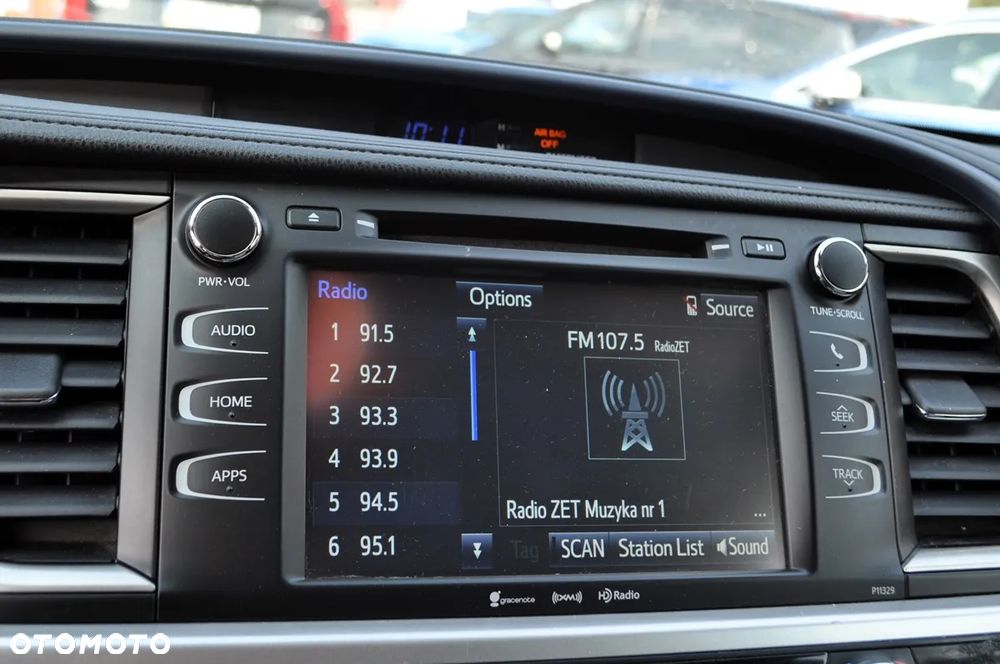 10:11
AIR BAG
OFF
PWR•VOL
TUNE•SCROLL
AUDIO
HOME
APPS
SEEK
TRACK
Radio
Options
Source
1 91.5
2 92.7
3 93.3
4 93.9
5 94.5
6 95.1
FM 107.5 RadioZET
Radio ZET Muzyka nr 1
...
Tag
SCAN
Station List
Sound
gracenote
((XM))
HD Radio
P11329
OTOMOTO